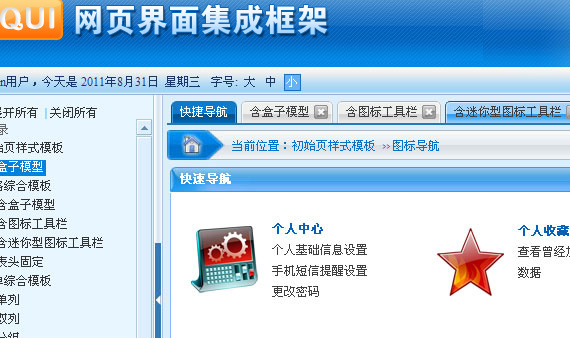 QUI 网页界面集成框架
n用户，今天是 2011年8月31日 星期三 字号: 大 中 小
开所有 | 关闭所有
快速导航 含盒子模型 含图标工具栏 含迷你型图标工具栏
录
当前位置：初始页样式模板 >>图标导航
页样式模板
盒子模型
综合模板
快速导航
含盒子模型
含图标工具栏
个人中心
个人收藏
含迷你型图标工具栏
个人基础信息设置
查看曾经
表头固定
手机短信提醒设置
数据
综合模板
更改密码
单列
双列